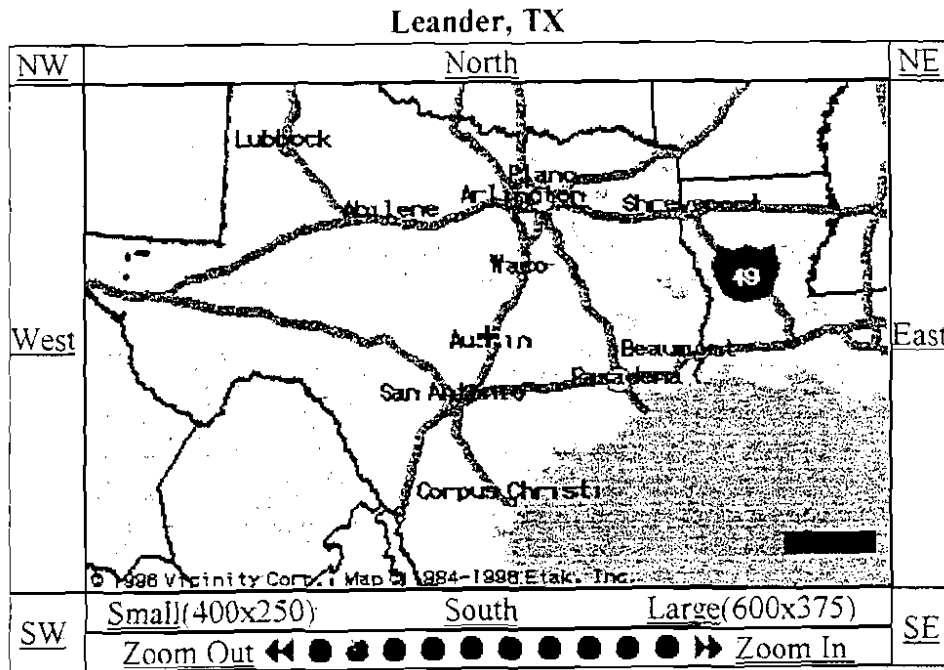 Leander, TX
NW North NE
Lubbock
Plano
Abilene Arlington Shreveport
Waco 49
West Austin Beaumont East
San Antonio Pasadena
Corpus Christi
© 1996 Vicinity Corp. Map © 1984-1996 Etak, Inc.
SW Small(400x250) South Large(600x375) SE
Zoom Out Zoom In